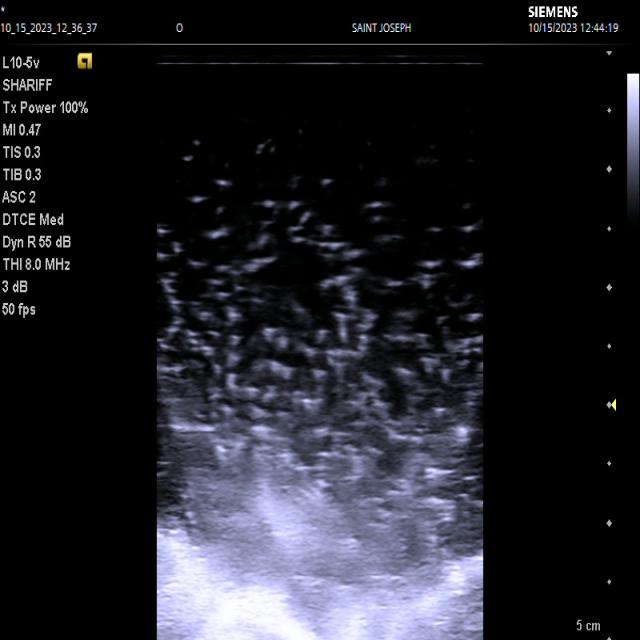 *
SIEMENS
10_15_2023_12_36_37 O SAINT JOSEPH 10/15/2023 12:44:19
L10-5v
SHARIFF
Tx Power 100%
MI 0.47
TIS 0.3
TIB 0.3
ASC 2
DTCE Med
Dyn R 55 dB
THI 8.0 MHz
3 dB
50 fps
5 cm